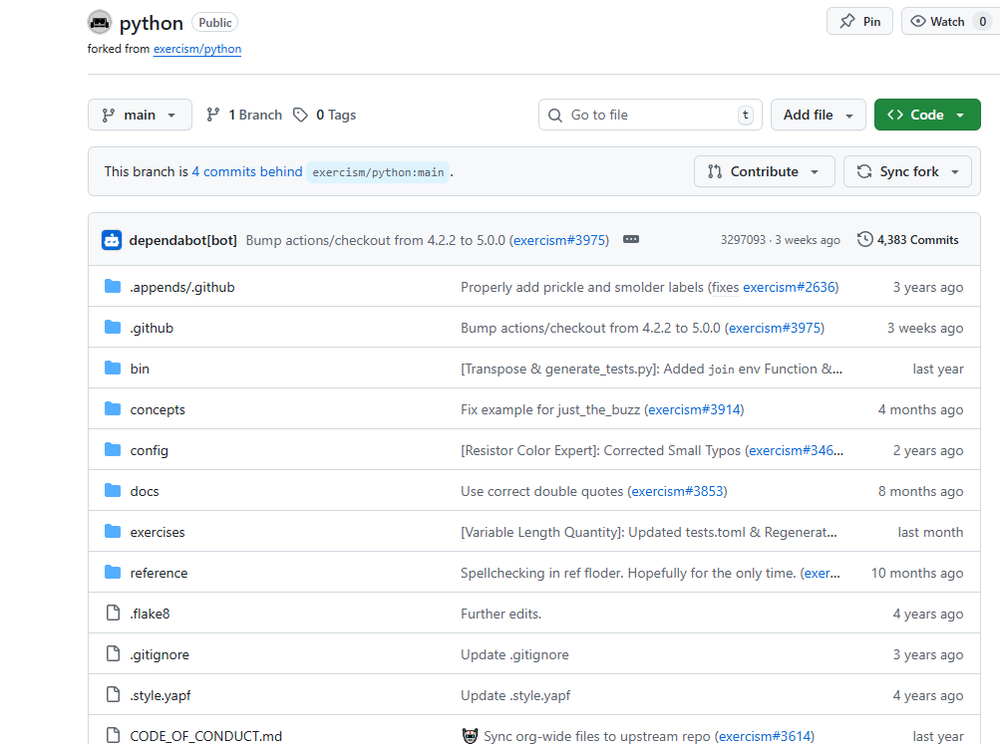 python Public Pin Watch 0
forked from exercism/python
main 1 Branch 0 Tags Go to file t Add file Code
This branch is 4 commits behind exercism/python:main . Contribute Sync fork
dependabot[bot] Bump actions/checkout from 4.2.2 to 5.0.0 (exercism#3975) 3297093 · 3 weeks ago 4,383 Commits
.appends/.github Properly add prickle and smolder labels (fixes exercism#2636) 3 years ago
.github Bump actions/checkout from 4.2.2 to 5.0.0 (exercism#3975) 3 weeks ago
bin [Transpose & generate_tests.py]: Added join env Function &... last year
concepts Fix example for just_the_buzz (exercism#3914) 4 months ago
config [Resistor Color Expert]: Corrected Small Typos (exercism#346... 2 years ago
docs Use correct double quotes (exercism#3853) 8 months ago
exercises [Variable Length Quantity]: Updated tests.toml & Regenerat... last month
reference Spellchecking in ref floder. Hopefully for the only time. (exer... 10 months ago
.flake8 Further edits. 4 years ago
.gitignore Update .gitignore 3 years ago
.style.yapf Update .style.yapf 4 years ago
CODE_OF_CONDUCT.md Sync org-wide files to upstream repo (exercism#3614) last year